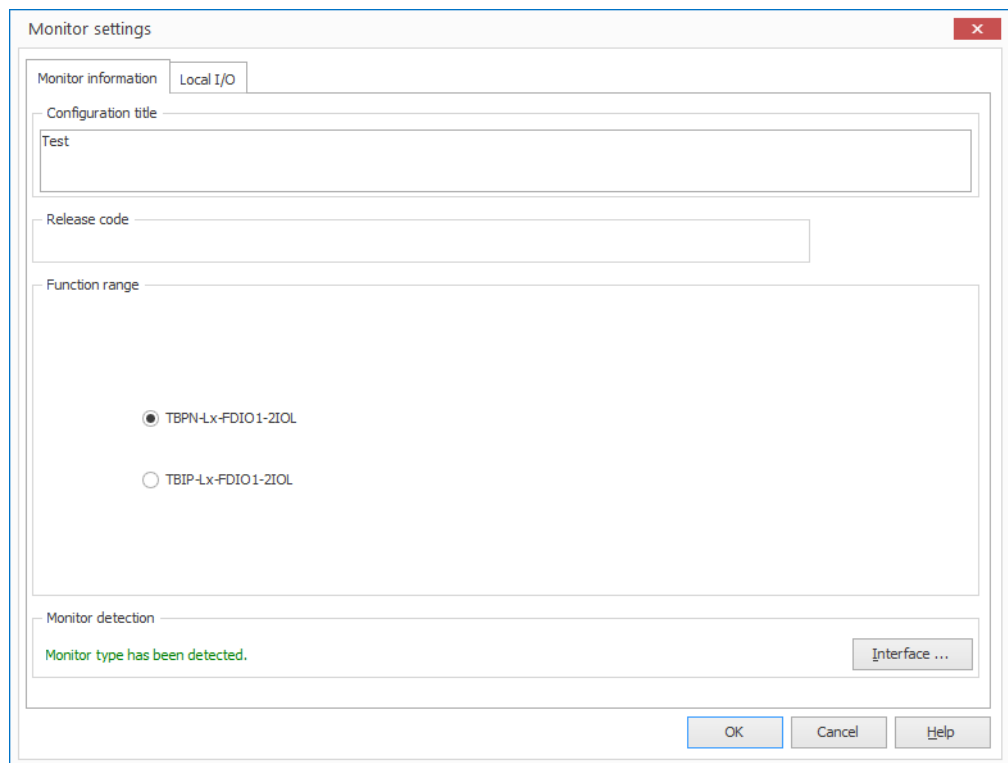 Monitor settings
Monitor information
Local I/O
Configuration title
Test
Release code
Function range
TBPN-Lx-FDIO1-2IOL
TBIP-Lx-FDIO1-2IOL
Monitor detection
Monitor type has been detected.
Interface ...
OK
Cancel
Help